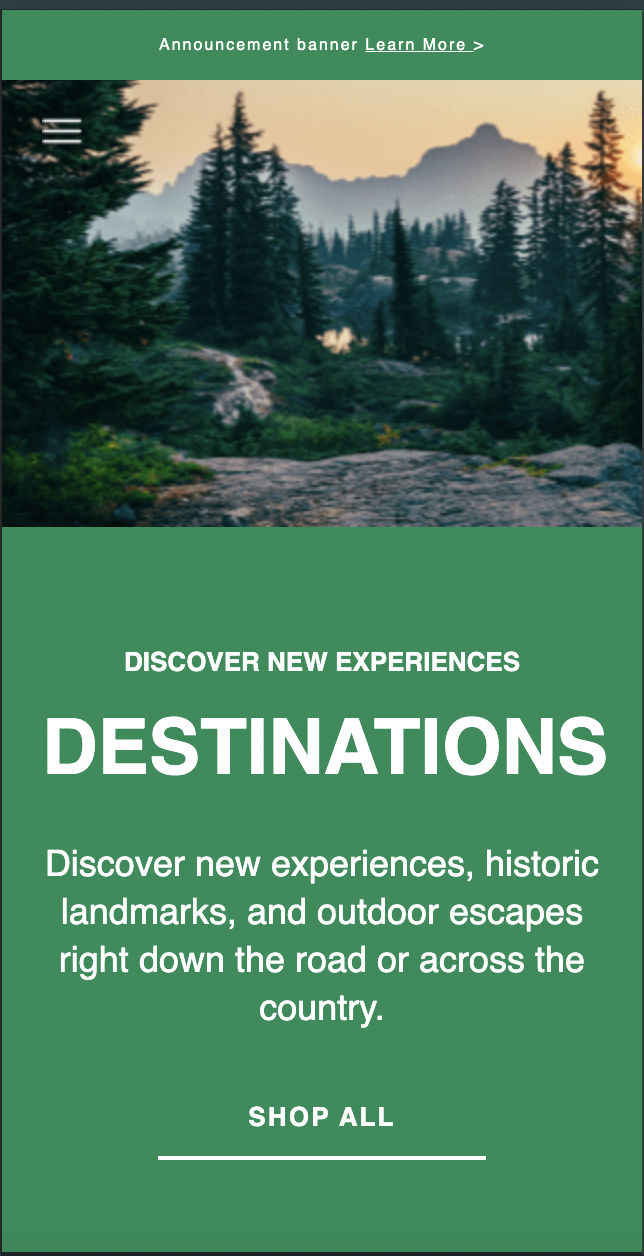 Announcement banner Learn More >
DISCOVER NEW EXPERIENCES
DESTINATIONS
Discover new experiences, historic
landmarks, and outdoor escapes
right down the road or across the
country.
SHOP ALL